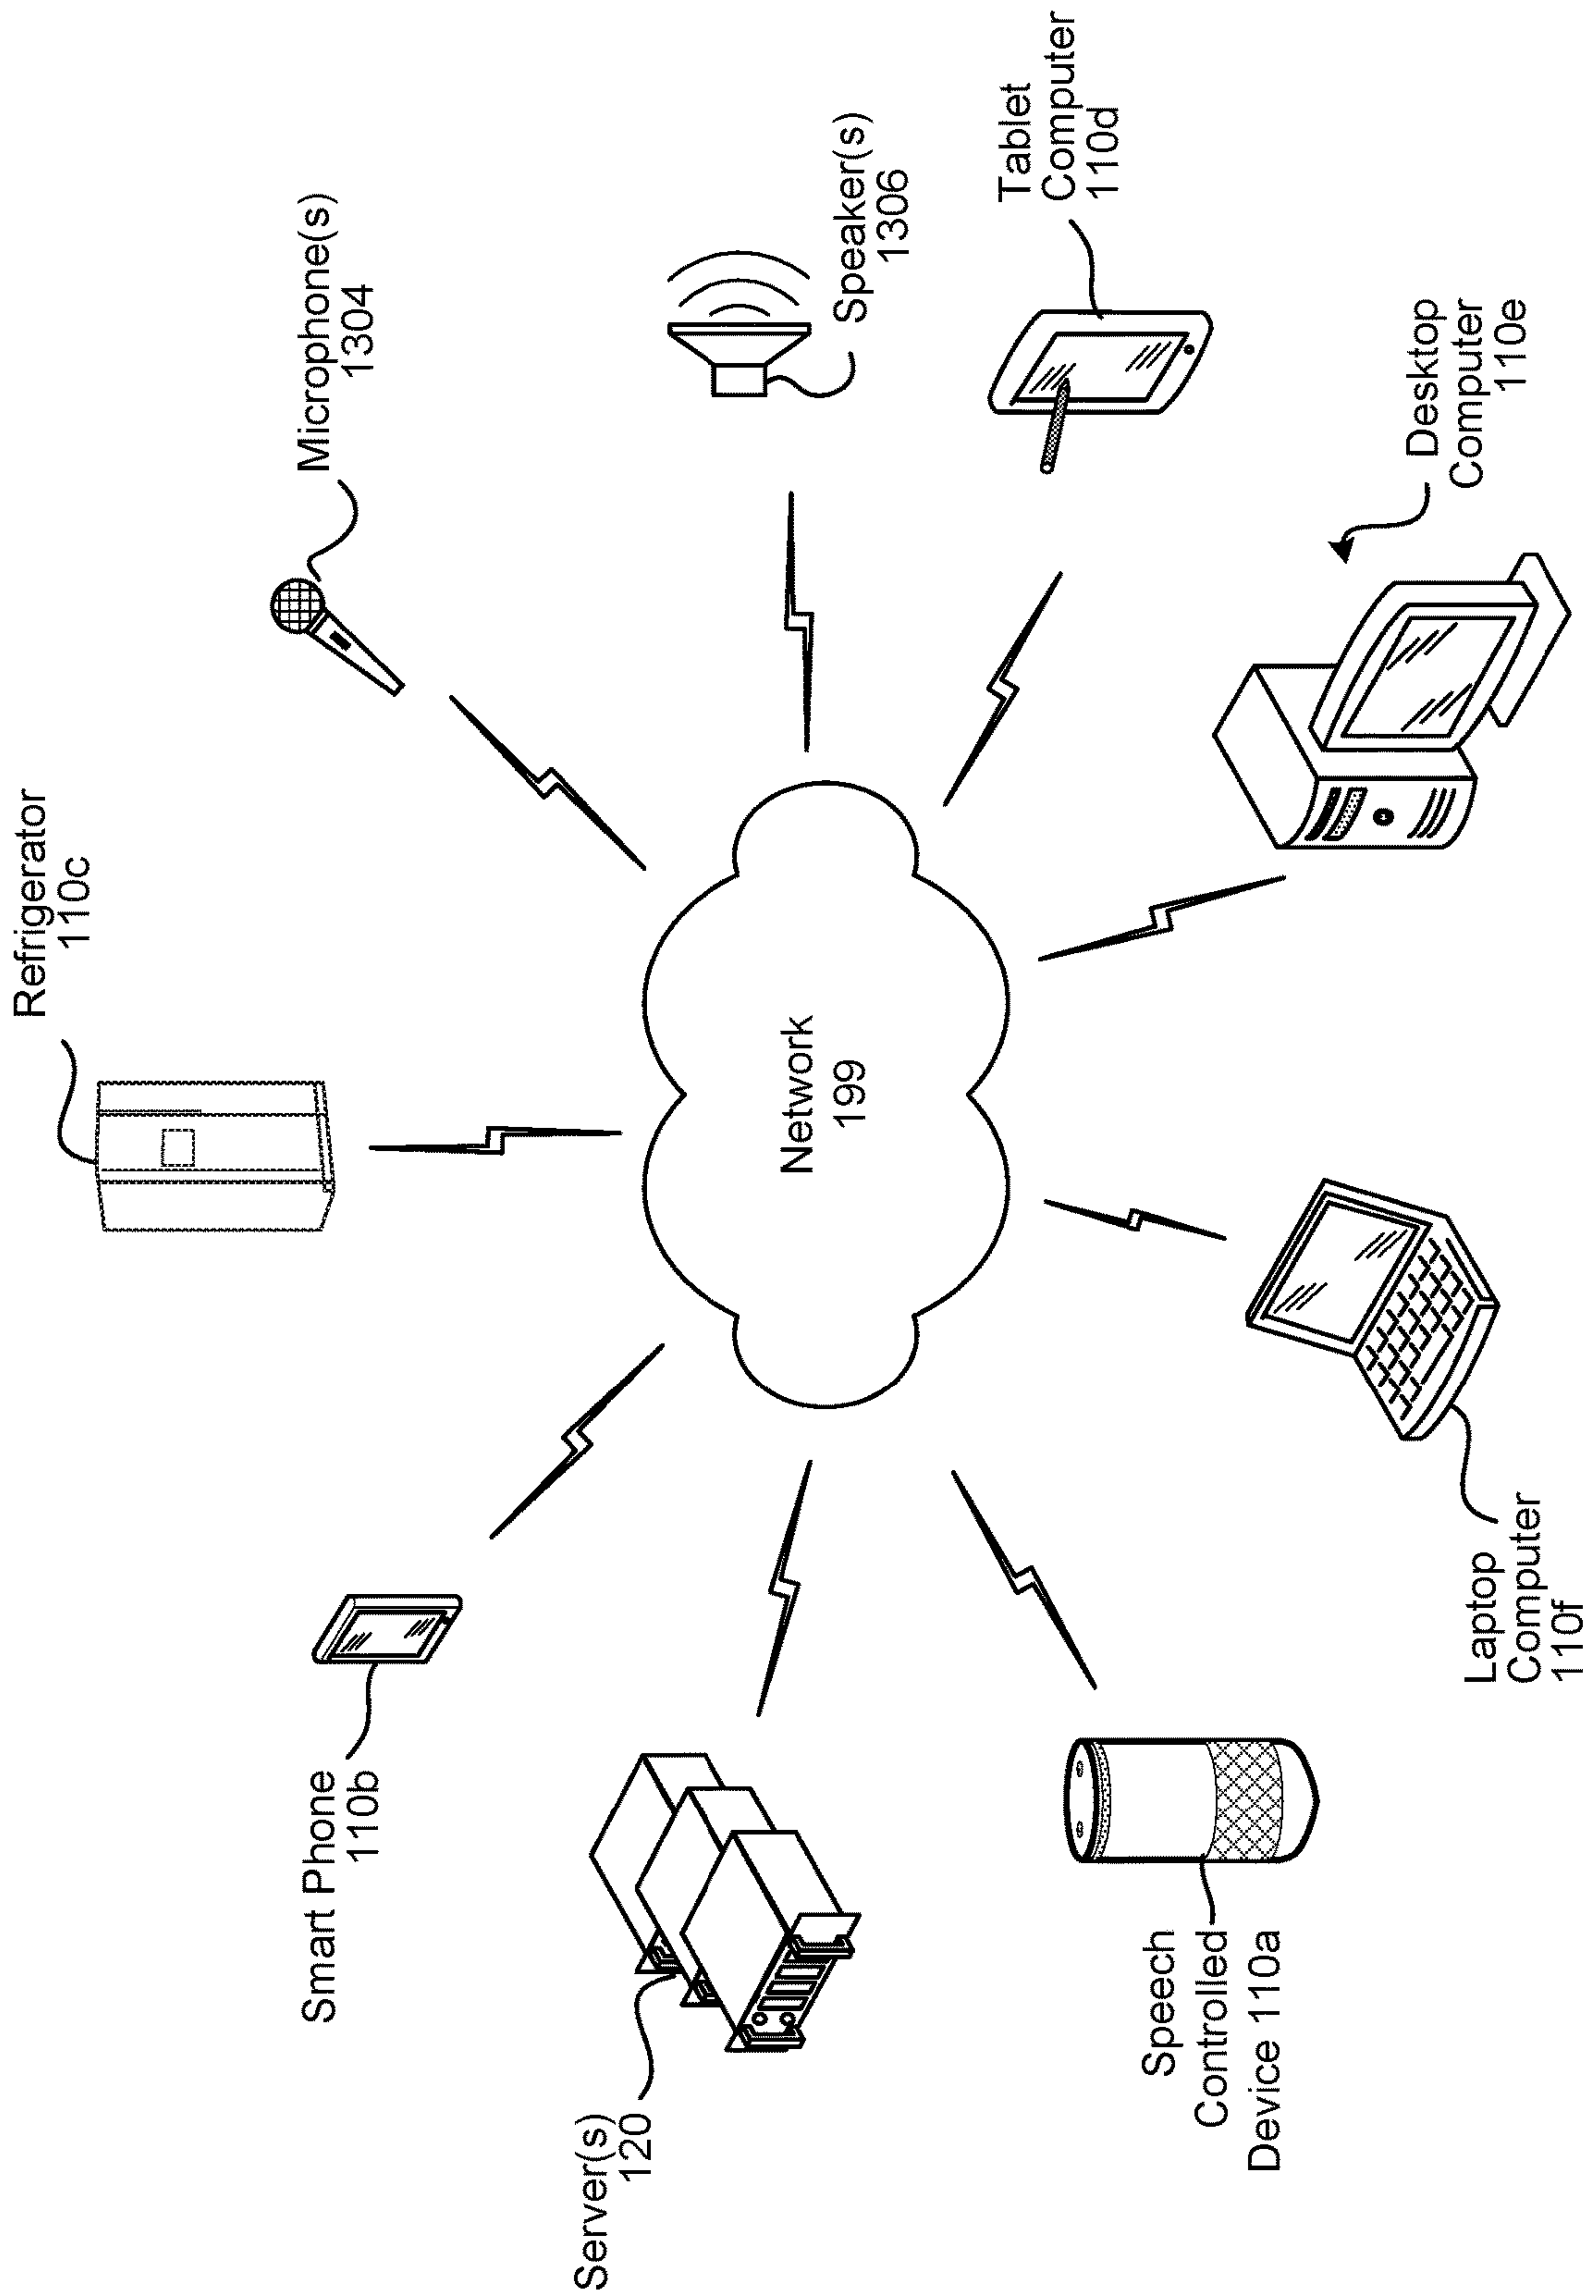 Refrigerator
110c
Smart Phone
110b
Microphone(s)
1304
Server(s)
120
Network
199
Speaker(s)
1306
Speech
Controlled
Device 110a
Tablet
Computer
110d
Laptop
Computer
110f
Desktop
Computer
110e